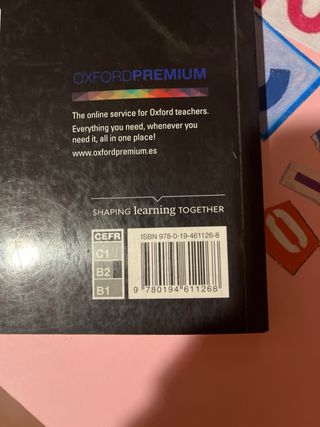 OXFORDPREMIUM
The online service for Oxford teachers.
Everything you need, whenever you
need it, all in one place!
www.oxfordpremium.es
SHAPING learning TOGETHER
CEFR
C1
B2
B1
ISBN 978-0-19-461126-8
9 780194 611268